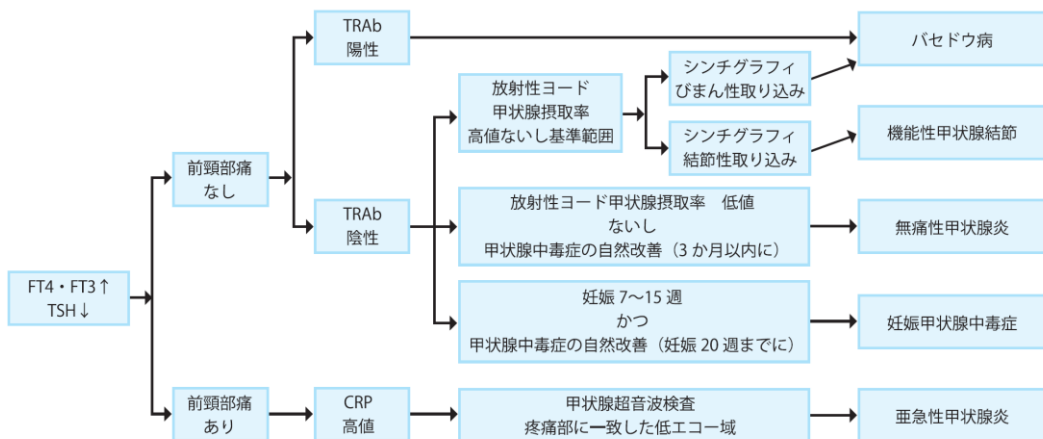 FT4・FT3↑
TSH↓
前頸部痛
なし
TRAb
陽性
バセドウ病
TRAb
陰性
放射性ヨード
甲状腺摂取率
高値ないし基準範囲
シンチグラフィ
びまん性取り込み
シンチグラフィ
結節性取り込み
機能性甲状腺結節
放射性ヨード甲状腺摂取率　低値
ないし
甲状腺中毒症の自然改善（3 か月以内に）
無痛性甲状腺炎
妊娠 7～15 週
かつ
甲状腺中毒症の自然改善（妊娠 20 週までに）
妊娠甲状腺中毒症
前頸部痛
あり
CRP
高値
甲状腺超音波検査
疼痛部に一致した低エコー域
亜急性甲状腺炎